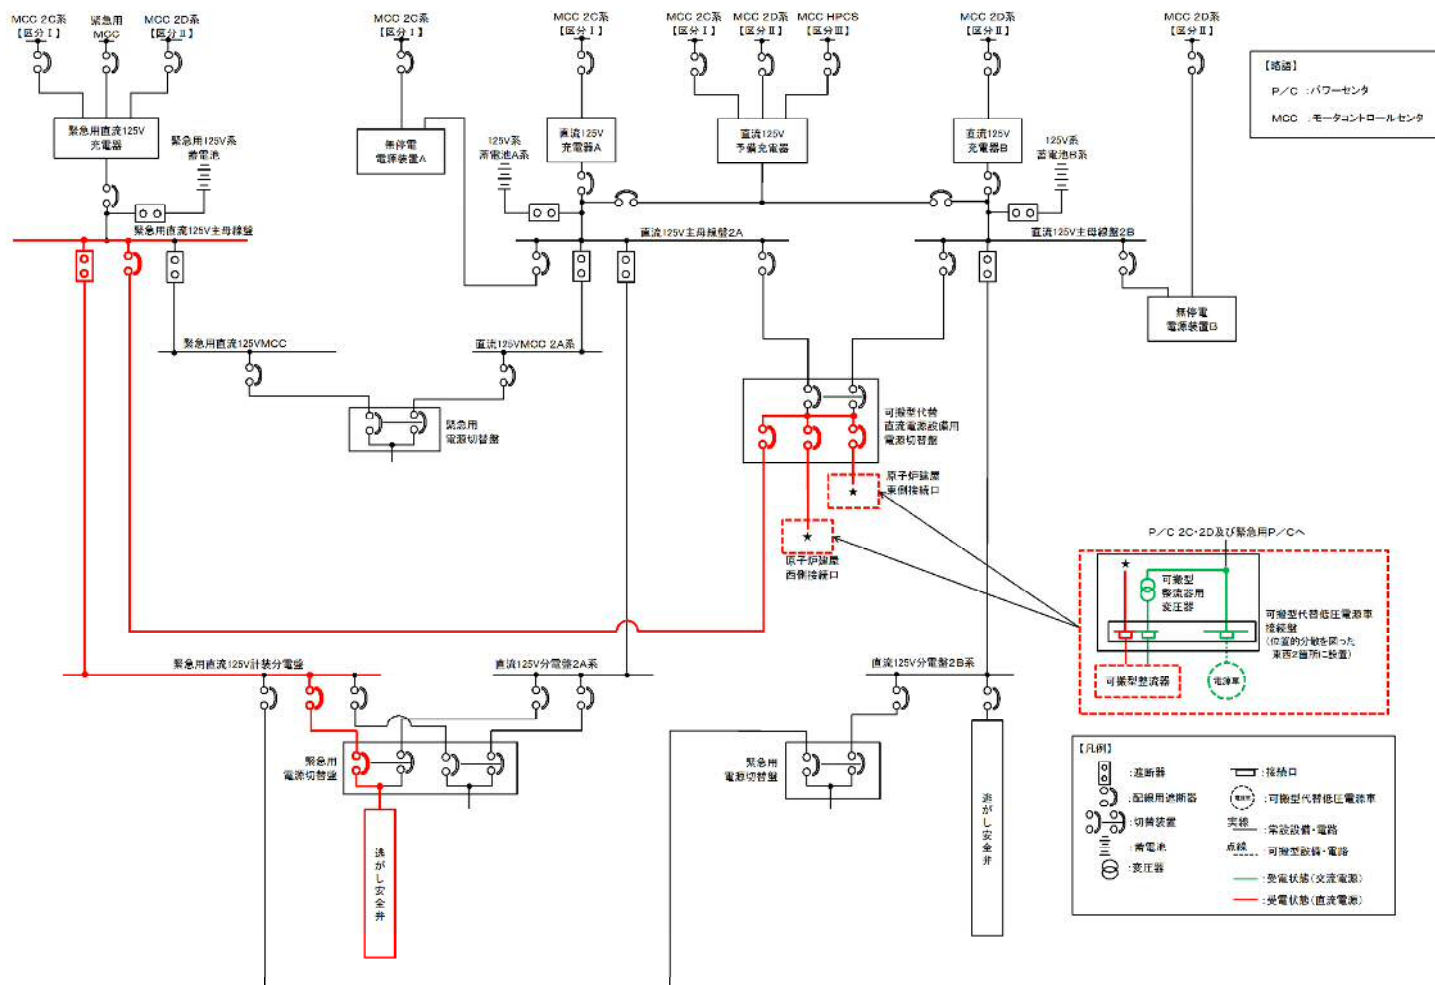 MCC 2C系
【区分Ⅰ】
緊急用
MCC
MCC 2D系
【区分Ⅱ】
MCC 2C系
【区分Ⅰ】
MCC 2C系
【区分Ⅰ】
MCC 2C系
【区分Ⅰ】
MCC 2D系
【区分Ⅱ】
MCC HPCS
【区分Ⅲ】
MCC 2D系
【区分Ⅱ】
MCC 2D系
【区分Ⅱ】
【略語】
P/C :パワーセンタ
MCC :モータコントロールセンタ
緊急用直流125V
充電器
緊急用125V系
蓄電池
無停電
電源装置A
125V系
蓄電池A系
直流125V
充電器A
直流125V
予備充電器
直流125V
充電器B
125V系
蓄電池B系
緊急用直流125V主母線盤
直流125V主母線盤2A
直流125V主母線盤2B
無停電
電源装置B
緊急用直流125VMCC
直流125VMCC 2A系
緊急用
電源切替盤
可搬型代替
直流電源設備用
電源切替盤
原子炉建屋
東側接続口
★
★
原子炉建屋
西側接続口
P/C 2C・2D及び緊急用P/Cへ
★
可搬型
整流器用
変圧器
可搬型代替低圧電源車
接続盤
(位置的分散を図った
東西2箇所に設置)
可搬型整流器
電源車
緊急用直流125V計装分電盤
直流125V分電盤2A系
直流125V分電盤2B系
緊急用
電源切替盤
緊急用
電源切替盤
逃がし安全弁
逃がし安全弁
【凡例】
:遮断器
:接続口
:配線用遮断器
電源車
:可搬型代替低圧電源車
:切替装置
実線
:常設設備・電路
:蓄電池
点線
:可搬型設備・電路
:変圧器
:受電状態(交流電源)
:受電状態(直流電源)